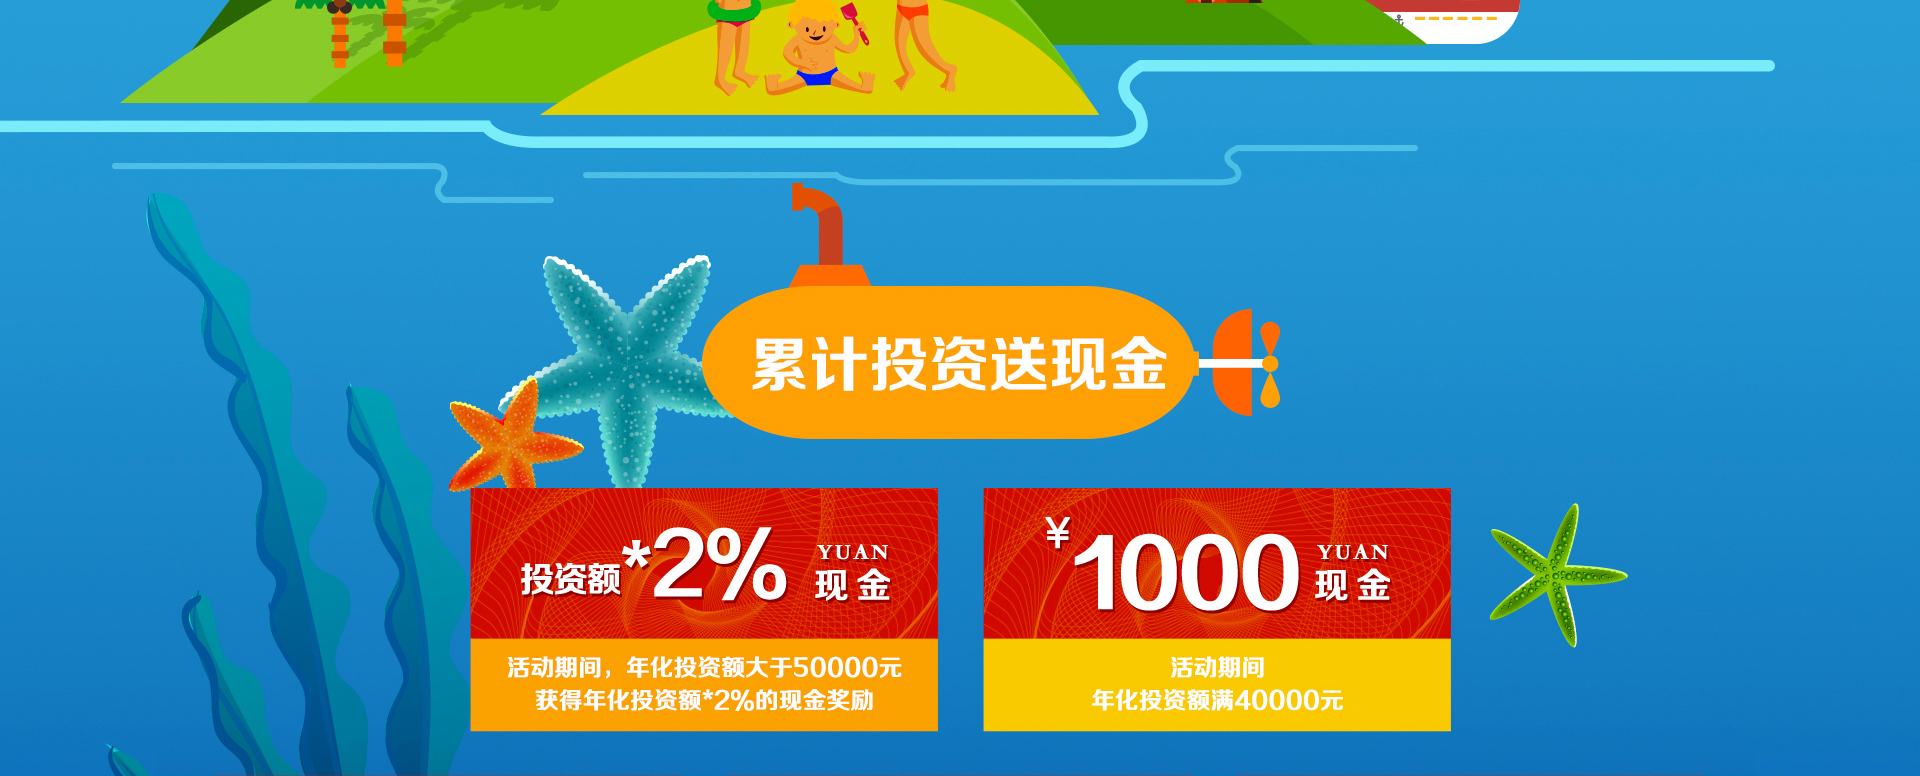 累计投资送现金
投资额*2% YUAN
现金
¥1000 YUAN
现金
活动期间，年化投资额大于50000元
获得年化投资额*2%的现金奖励
活动期间
年化投资额满40000元